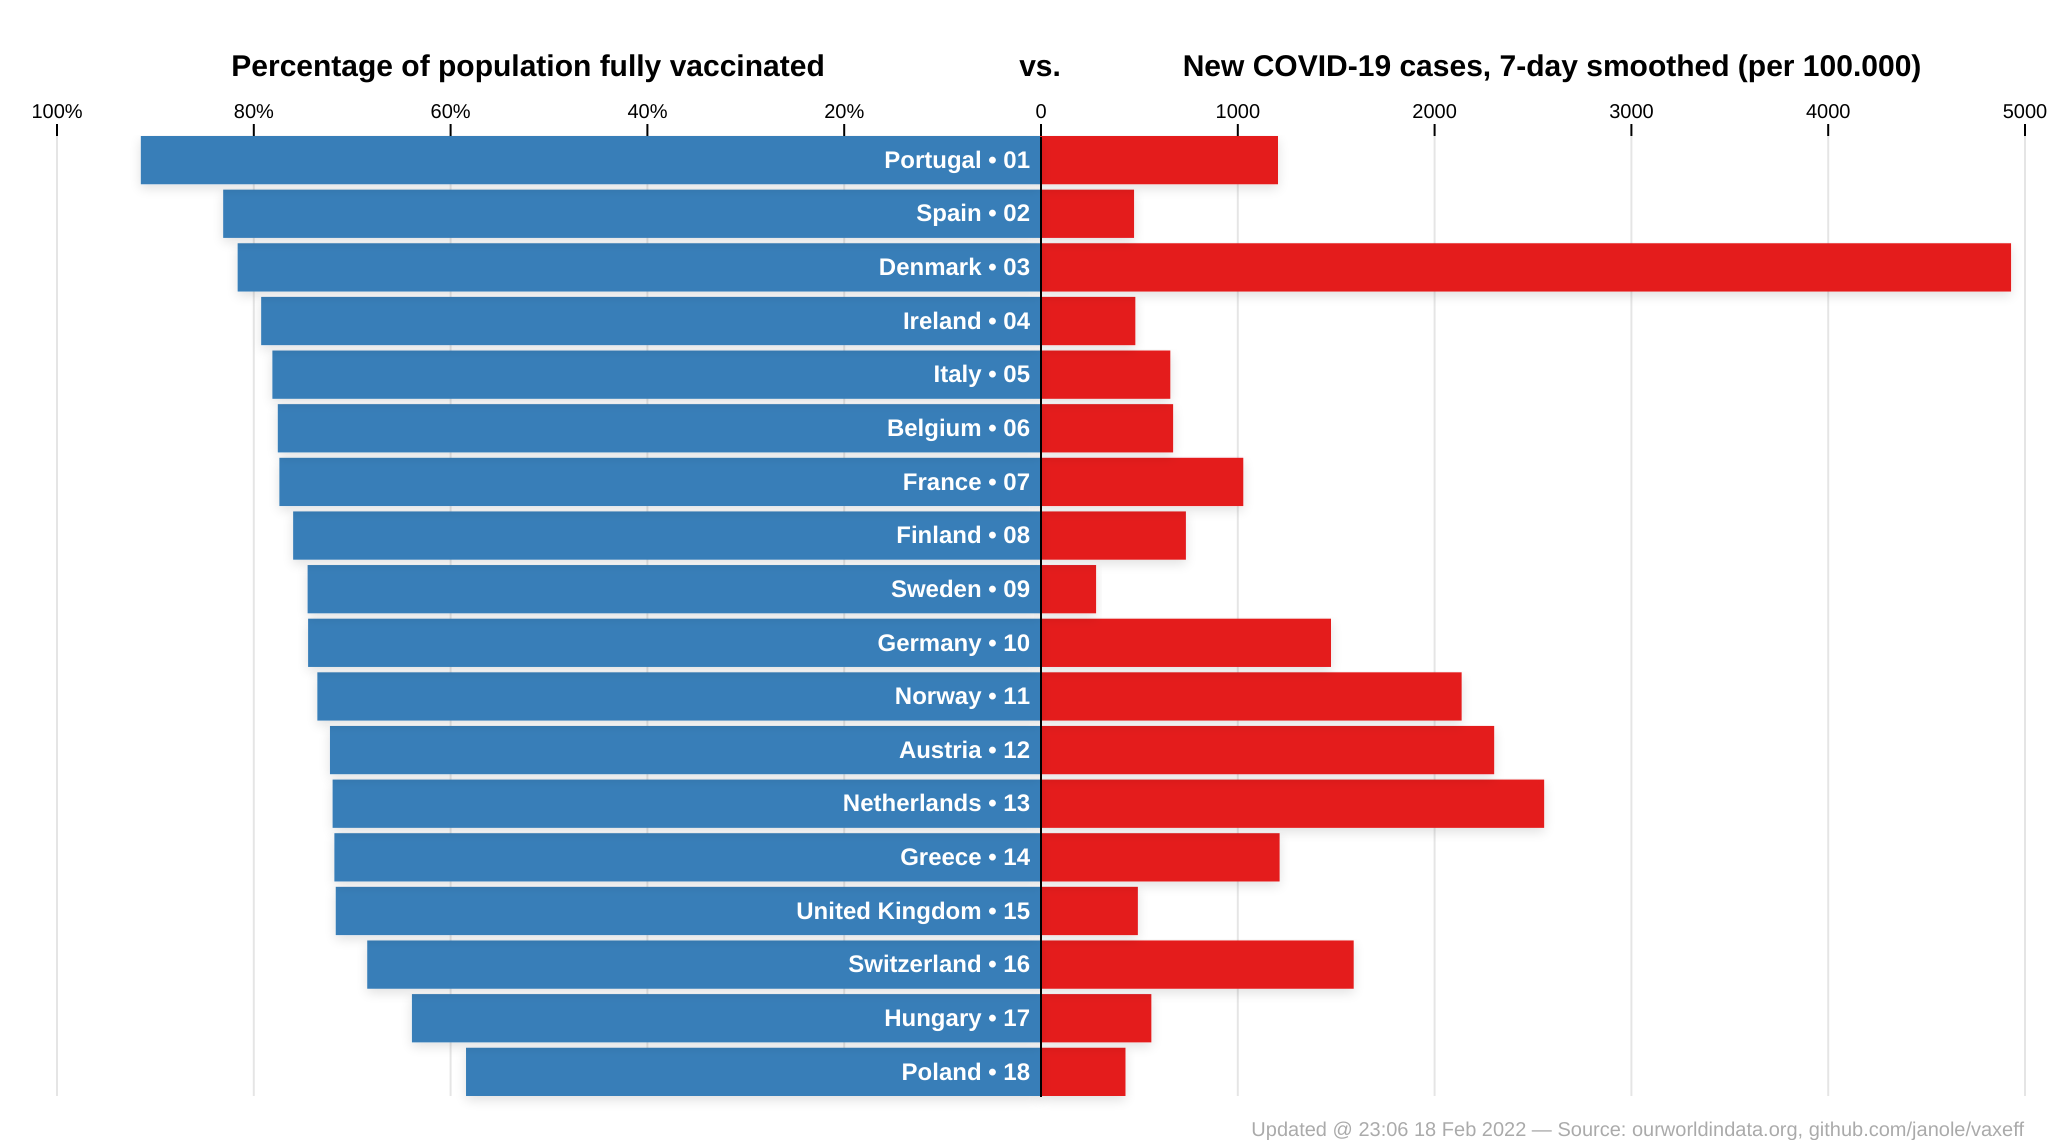 Percentage of population fully vaccinated vs. New COVID-19 cases, 7-day smoothed (per 100.000)
100% 80% 60% 40% 20% 0 1000 2000 3000 4000 5000
Portugal • 01
Spain • 02
Denmark • 03
Ireland • 04
Italy • 05
Belgium • 06
France • 07
Finland • 08
Sweden • 09
Germany • 10
Norway • 11
Austria • 12
Netherlands • 13
Greece • 14
United Kingdom • 15
Switzerland • 16
Hungary • 17
Poland • 18
Updated @ 23:06 18 Feb 2022 — Source: ourworldindata.org, github.com/janole/vaxeff